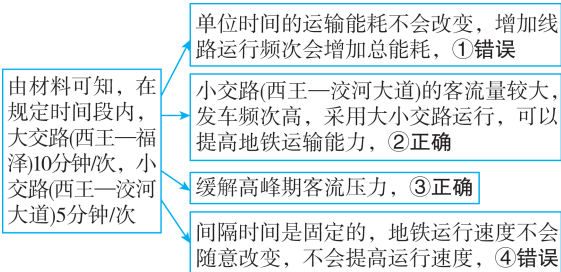 由材料可知，在
规定时间段内，
大交路(西王—福
泽)10分钟/次，小
交路(西王—洨河
大道)5分钟/次
单位时间的运输能耗不会改变，增加线
路运行频次会增加总能耗，①错误
小交路(西王—洨河大道)的客流量较大，
发车频次高，采用大小交路运行，可以
提高地铁运输能力，②正确
缓解高峰期客流压力，③正确
间隔时间是固定的，地铁运行速度不会
随意改变，不会提高运行速度，④错误